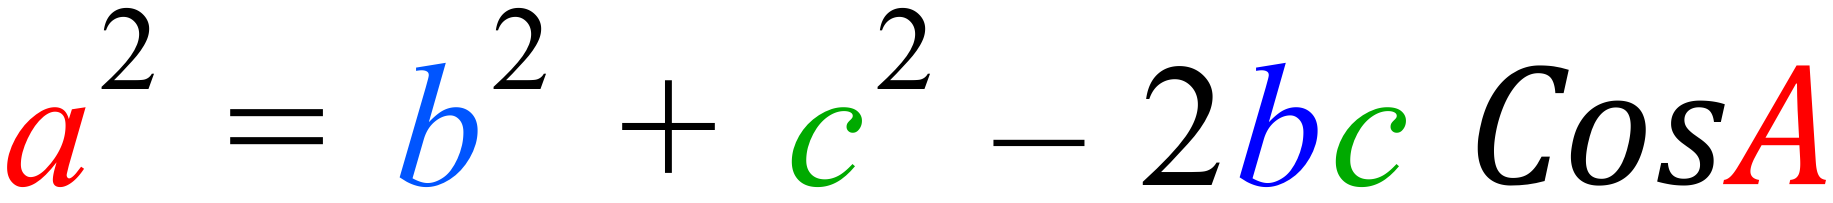 a² = b² + c² − 2bc CosA